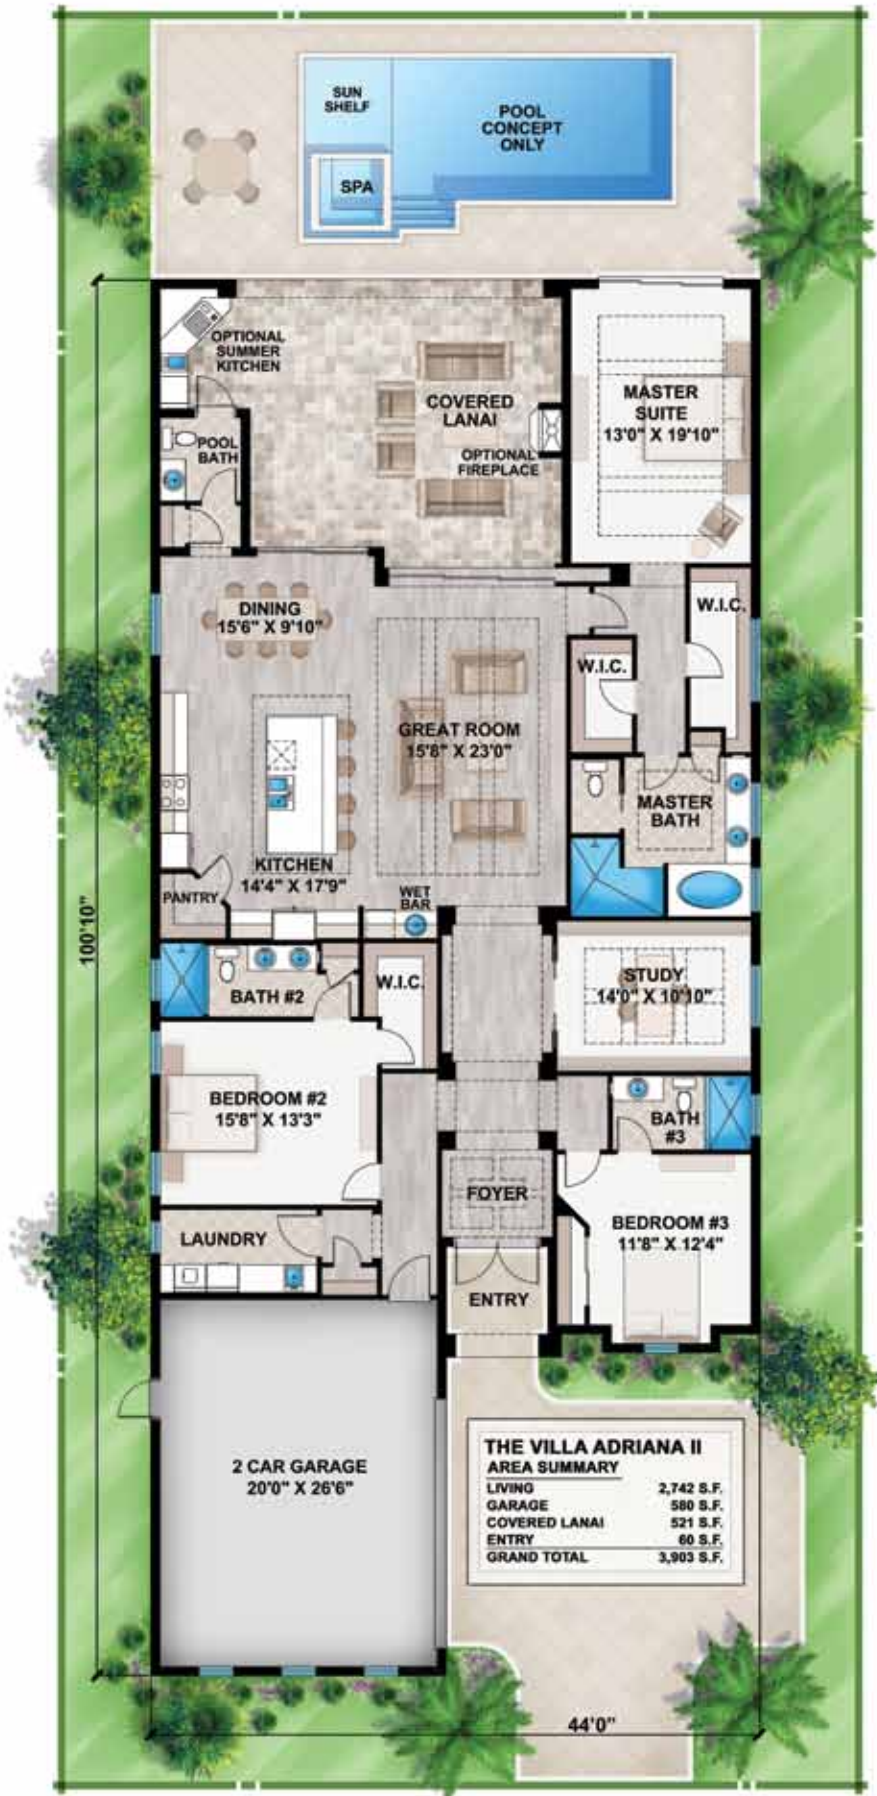 SUN
SHELF
POOL
CONCEPT
ONLY
SPA
OPTIONAL
SUMMER
KITCHEN
COVERED
LANAI
MASTER
SUITE
13'0" X 19'10"
POOL
BATH
OPTIONAL
FIREPLACE
DINING
15'6" X 9'10"
W.I.C.
W.I.C.
GREAT ROOM
15'8" X 23'0"
MASTER
BATH
KITCHEN
14'4" X 17'9"
PANTRY
WET
BAR
100'10"
BATH #2
W.I.C.
STUDY
14'0" X 10'10"
BEDROOM #2
15'8" X 13'3"
BATH
#3
FOYER
BEDROOM #3
11'8" X 12'4"
LAUNDRY
ENTRY
2 CAR GARAGE
20'0" X 26'6"
THE VILLA ADRIANA II
AREA SUMMARY
LIVING 2,742 S.F.
GARAGE 580 S.F.
COVERED LANAI 521 S.F.
ENTRY 60 S.F.
GRAND TOTAL 3,903 S.F.
44'0"